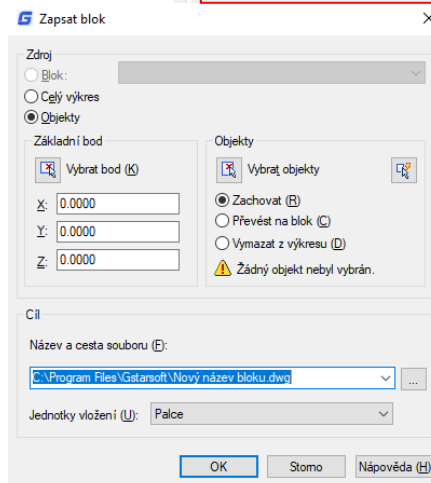 Zapsat blok
Zdroj
Blok:
Celý výkres
Objekty
Základní bod
Vybrat bod (K)
X: 0.0000
Y: 0.0000
Z: 0.0000
Objekty
Vybrat objekty
Zachovat (R)
Převést na blok (C)
Vymazat z výkresu (D)
Žádný objekt nebyl vybrán.
Cíl
Název a cesta souboru (F):
C:\Program Files\Gstarsoft\Nový název bloku.dwg
...
Jednotky vložení (U): Palce
OK Storno Nápověda (H)